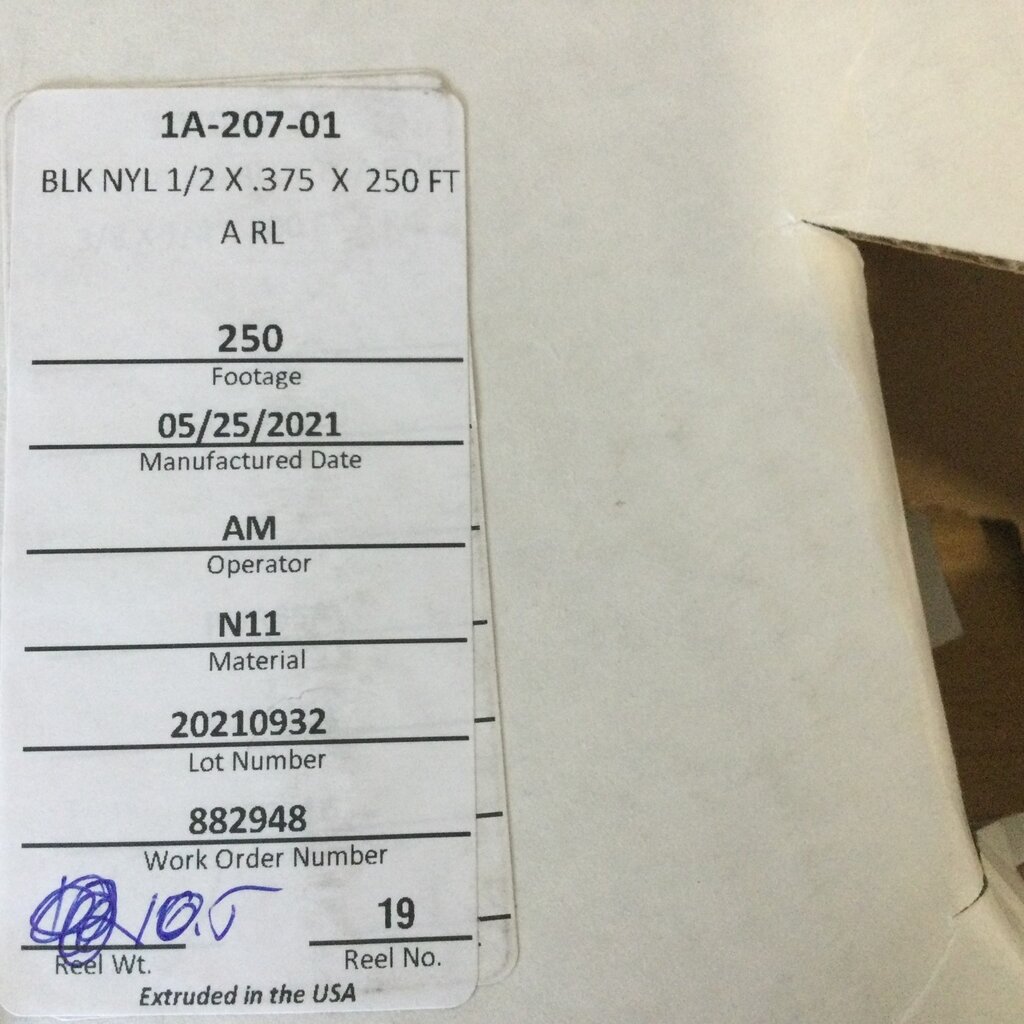 1A-207-01
BLK NYL 1/2 X .375 X 250 FT
A RL
250
Footage
05/25/2021
Manufactured Date
AM
Operator
N11
Material
20210932
Lot Number
882948
Work Order Number
10.5 19
Reel Wt. Reel No.
Extruded in the USA